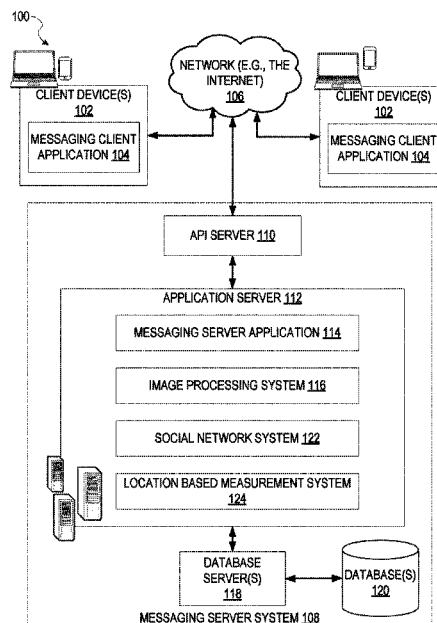 100
NETWORK (E.G., THE
INTERNET)
106
CLIENT DEVICE(S)
102
MESSAGING CLIENT
APPLICATION 104
CLIENT DEVICE(S)
102
MESSAGING CLIENT
APPLICATION 104
API SERVER 110
APPLICATION SERVER 112
MESSAGING SERVER APPLICATION 114
IMAGE PROCESSING SYSTEM 116
SOCIAL NETWORK SYSTEM 122
LOCATION BASED MEASUREMENT SYSTEM
124
DATABASE
SERVER(S)
118
DATABASE(S)
120
MESSAGING SERVER SYSTEM 108